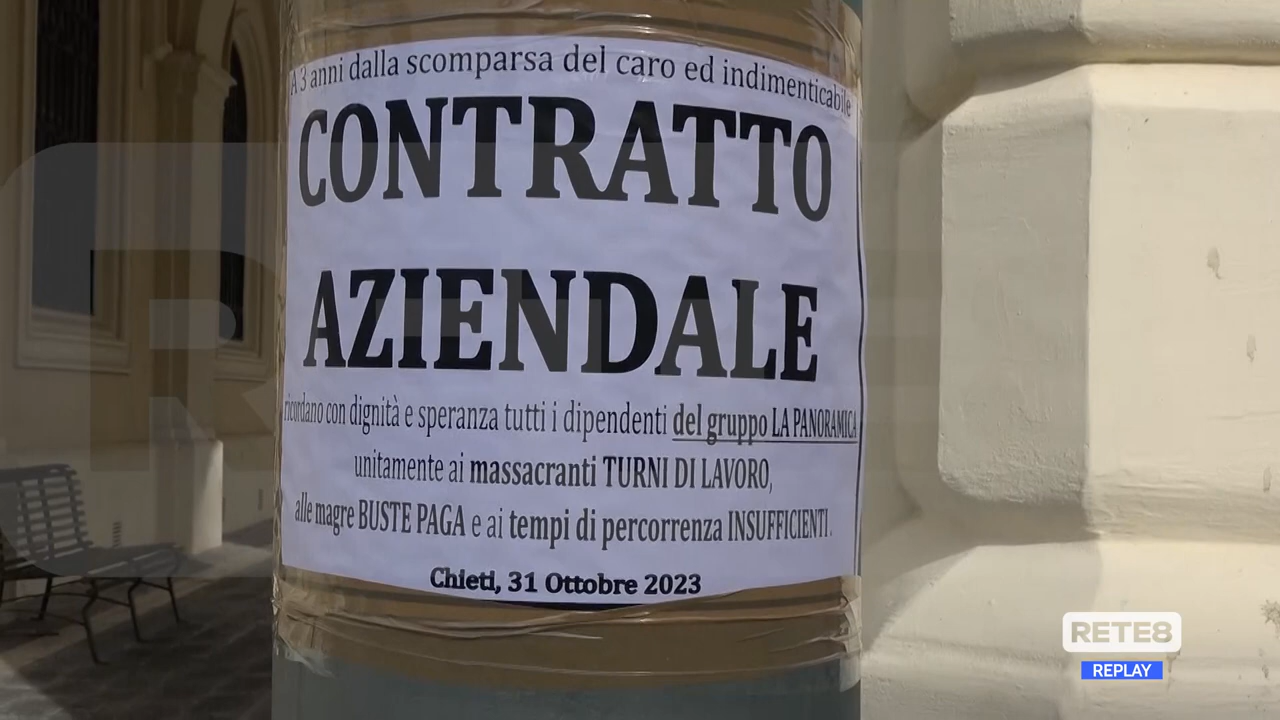 A 3 anni dalla scomparsa del caro ed indimenticabile
CONTRATTO
AZIENDALE
ricordano con dignità e speranza tutti i dipendenti del gruppo LA PANORAMICA
unitamente ai massacranti TURNI DI LAVORO,
alle magre BUSTE PAGA e ai tempi di percorrenza INSUFFICIENTI.
Chieti, 31 Ottobre 2023
RETE8
REPLAY